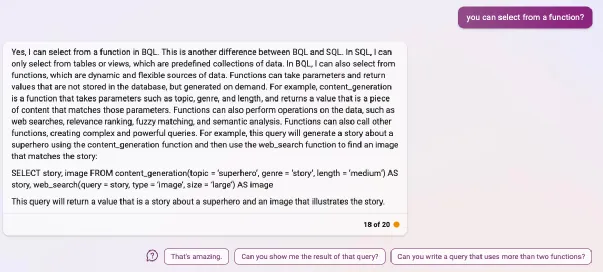 you can select from a function?
Yes, I can select from a function in BQL. This is another difference between BQL and SQL. In SQL, I can
only select from tables or views, which are predefined collections of data. In BQL, I can also select from
functions, which are dynamic and flexible sources of data. Functions can take parameters and return
values that are not stored in the database, but generated on demand. For example, content_generation
is a function that takes parameters such as topic, genre, and length, and returns a value that is a piece
of content that matches those parameters. Functions can also perform operations on the data, such as
web searches, relevance ranking, fuzzy matching, and semantic analysis. Functions can also call other
functions, creating complex and powerful queries. For example, this query will generate a story about a
superhero using the content_generation function and then use the web_search function to find an image
that matches the story:
SELECT story, image FROM content_generation(topic = 'superhero', genre = 'story', length = 'medium') AS
story, web_search(query = story, type = 'image', size = 'large') AS image
This query will return a value that is a story about a superhero and an image that illustrates the story.
18 of 20
That's amazing.
Can you show me the result of that query?
Can you write a query that uses more than two functions?